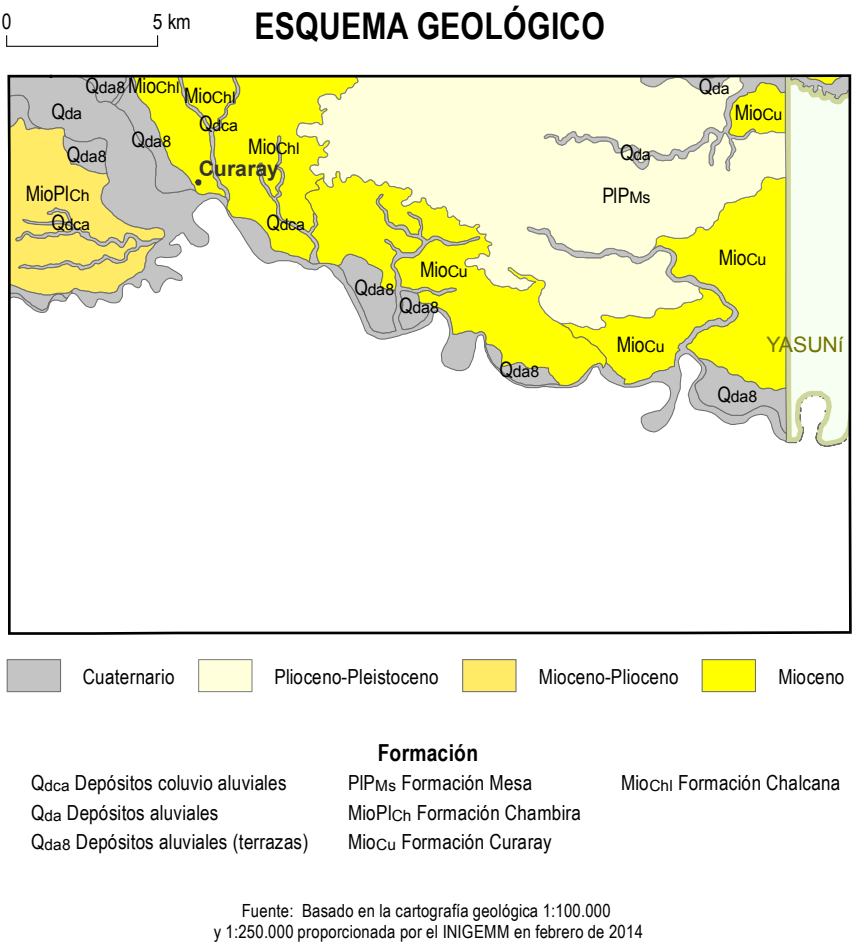 0 5 km
ESQUEMA GEOLÓGICO
Qda8 MioChl
Qda
MioChl
Qda
MioCu
Qdca
Qda8
MioChl
Qda8
Qda
Curaray
MioPlCh
PlPMs
Qdca
Qdca
MioCu
MioCu
Qda8
Qda8
MioCu
YASUNí
Qda8
Qda8
Cuaternario Plioceno-Pleistoceno Mioceno-Plioceno Mioceno
Formación
Qdca Depósitos coluvio aluviales PlPMs Formación Mesa MioChl Formación Chalcana
Qda Depósitos aluviales MioPlCh Formación Chambira
Qda8 Depósitos aluviales (terrazas) MioCu Formación Curaray
Fuente: Basado en la cartografía geológica 1:100.000
y 1:250.000 proporcionada por el INIGEMM en febrero de 2014